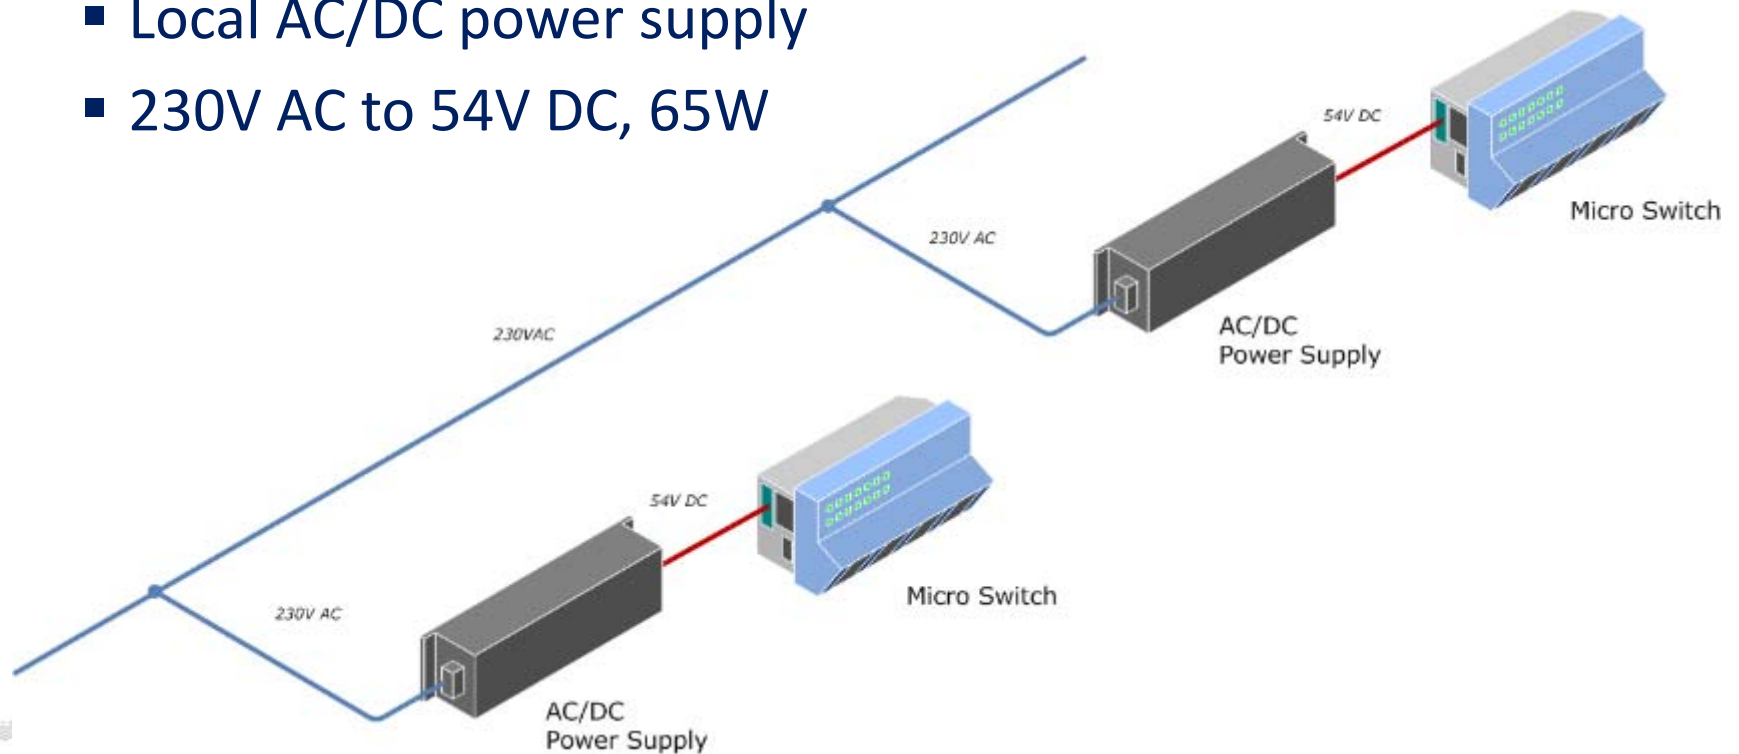 ▪ Local AC/DC power supply
▪ 230V AC to 54V DC, 65W
54V DC
Micro Switch
230V AC
AC/DC
Power Supply
230VAC
54V DC
Micro Switch
230V AC
AC/DC
Power Supply